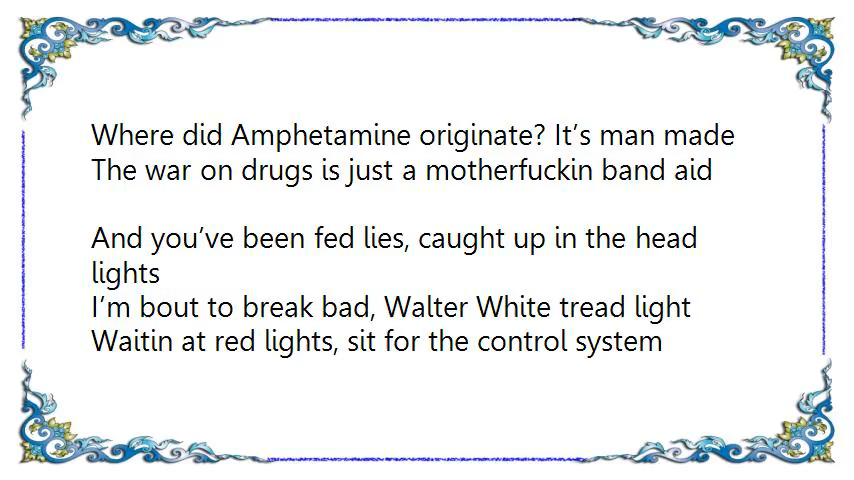 Where did Amphetamine originate? It’s man made
The war on drugs is just a motherfuckin band aid
And you’ve been fed lies, caught up in the head
lights
I’m bout to break bad, Walter White tread light
Waitin at red lights, sit for the control system